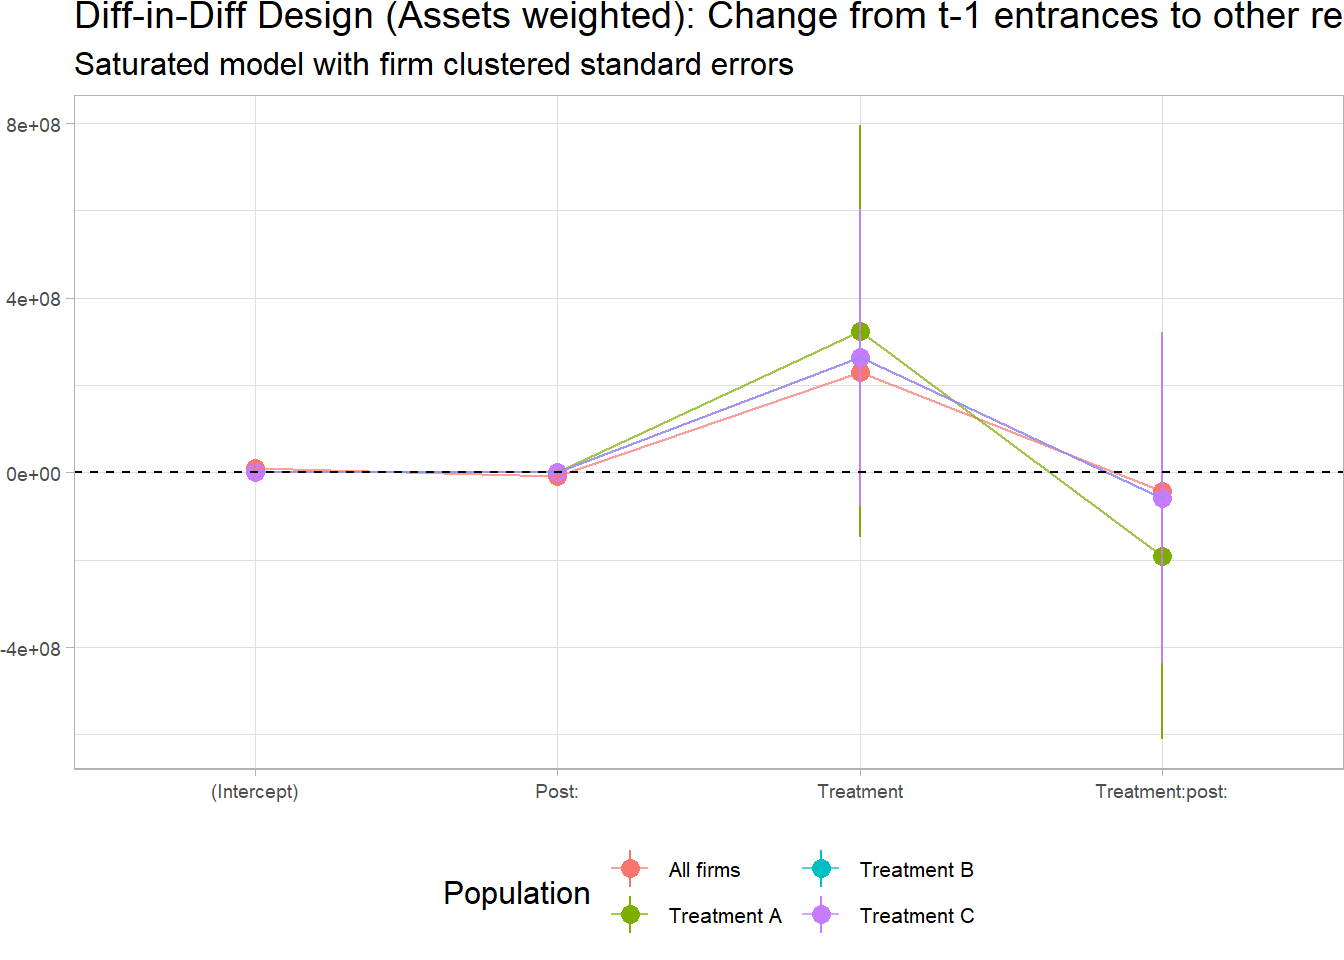 Diff-in-Diff Design (Assets weighted): Change from t-1 entrances to other re
Saturated model with firm clustered standard errors
8e+08
4e+08
0e+00
-4e+08
(Intercept) Post: Treatment Treatment:post:
Population
All firms Treatment B
Treatment A Treatment C